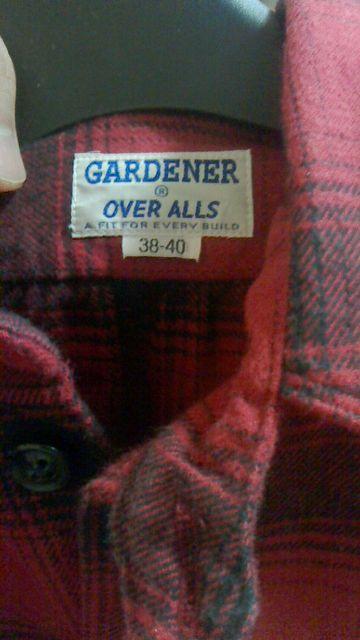 GARDENER
®
OVER ALLS
A FIT FOR EVERY BUILD
38-40